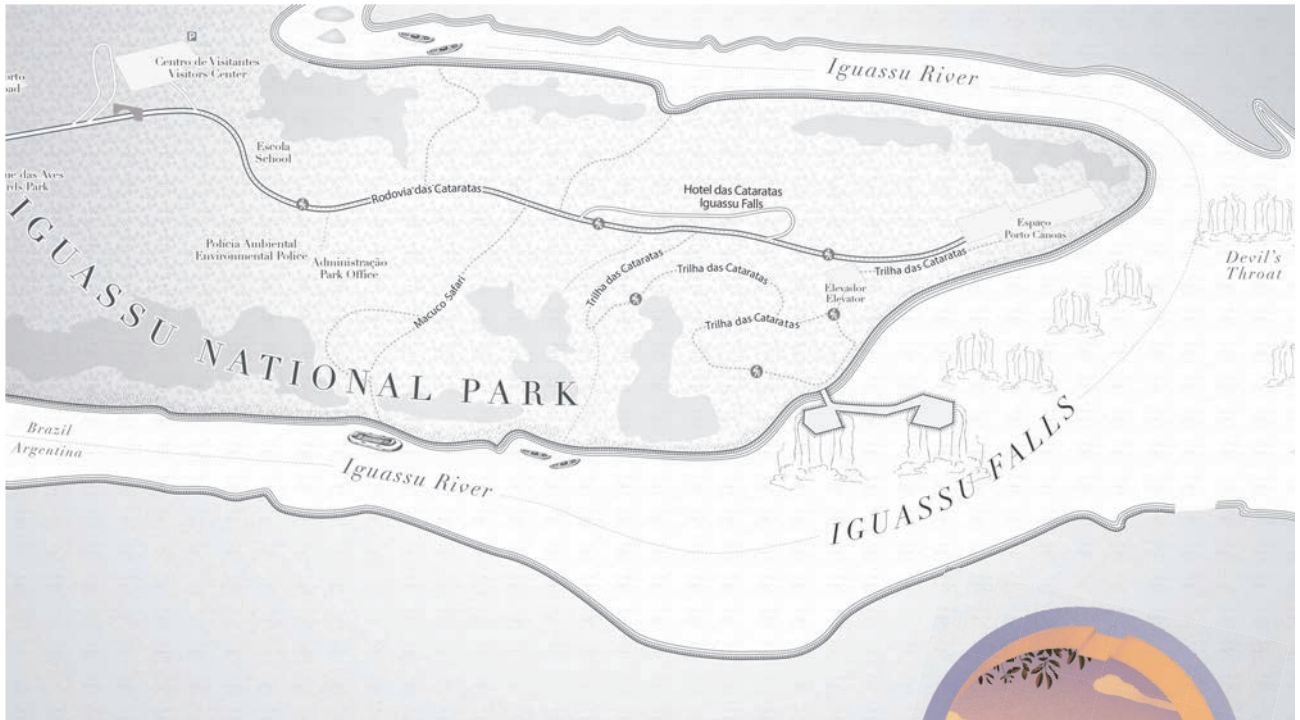 P
Centro de Visitantes
Visitors Center
Iguassu River
Escola
School
Rodovia das Cataratas
Hotel das Cataratas
Iguassu Falls
Espaço
Porto Canoas
Polícia Ambiental
Environmental Police
Administração
Park Office
Macuco Safari
Trilha das Cataratas
Trilha das Cataratas
Trilha das Cataratas
Trilha das Cataratas
Elevador
Elevator
Devil's
Throat
IGUASSU NATIONAL PARK
Brazil
Argentina
Iguassu River
IGUASSU FALLS